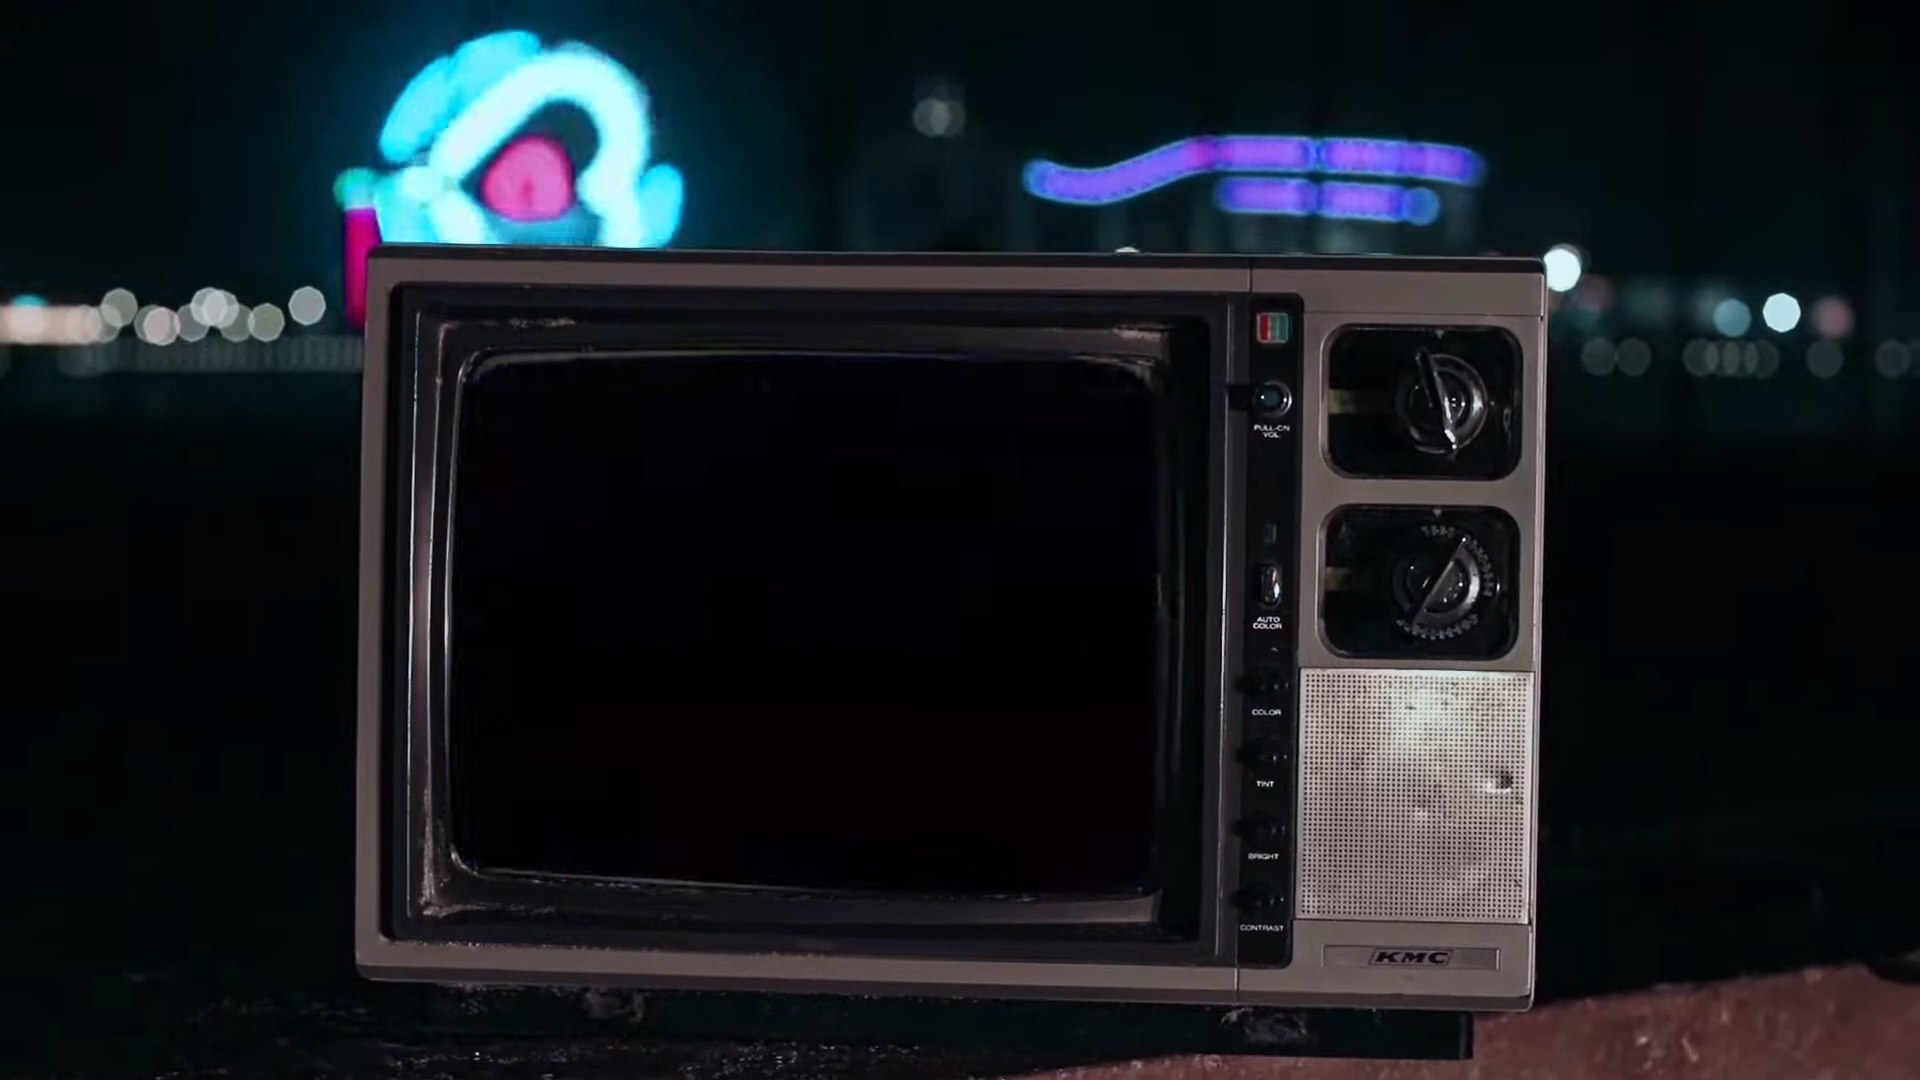 PULL-ON
VOL.
AUTO
COLOR
COLOR
TINT
BRIGHT
CONTRAST
KMC